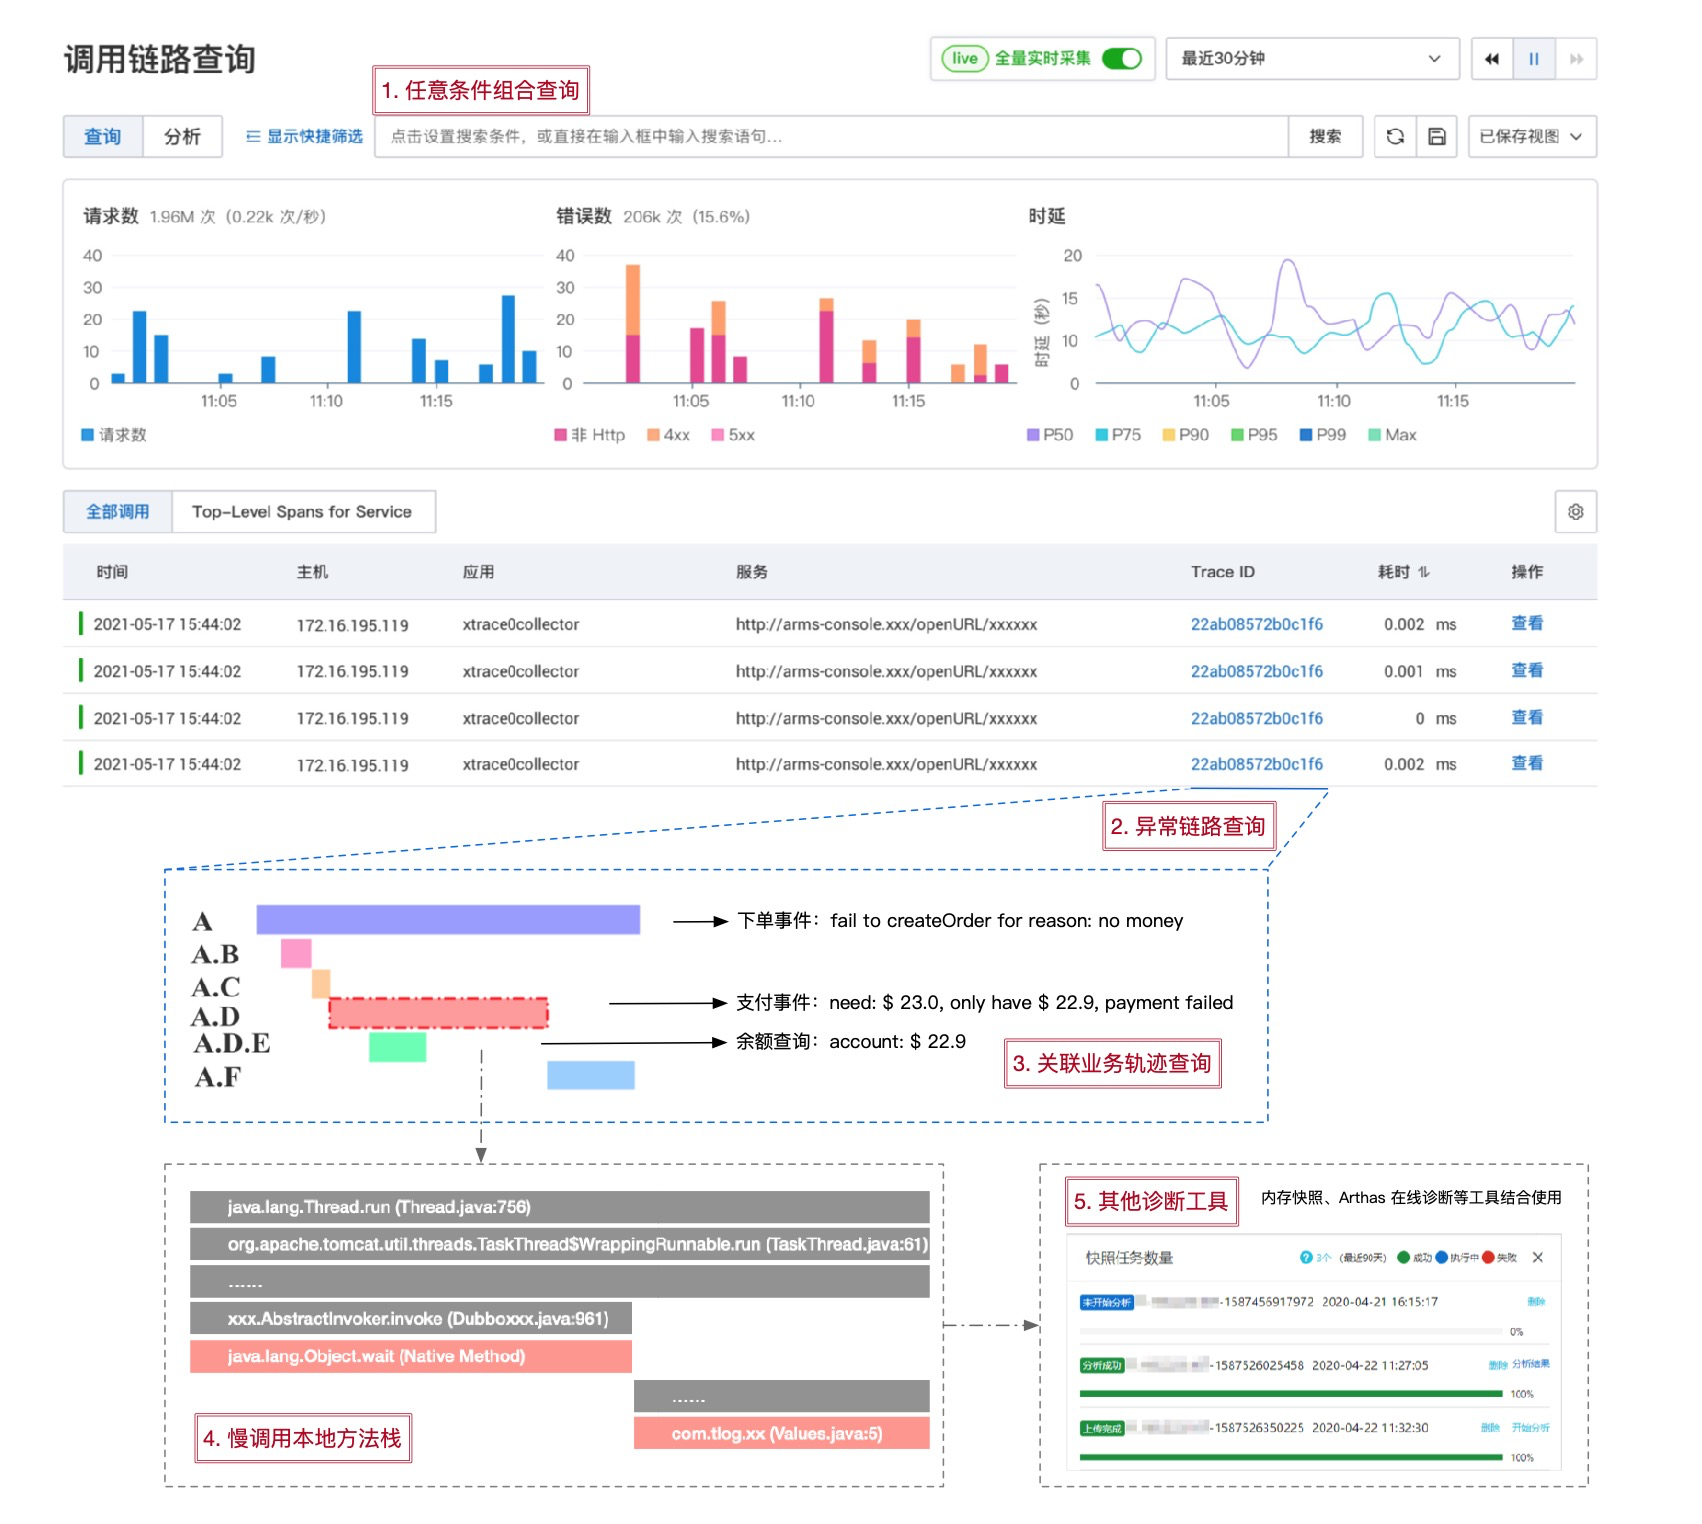 调用链路查询
live 全量实时采集
最近30分钟
1. 任意条件组合查询
查询 分析 显示快捷筛选 点击设置搜索条件，或直接在输入框中输入搜索语句... 搜索 已保存视图
请求数 1.96M 次（0.22k 次/秒）
40
30
20
10
0
11:05 11:10 11:15
请求数
错误数 206k 次（15.6%）
40
30
20
10
0
11:05 11:10 11:15
非 Http 4xx 5xx
时延
时延（秒）
20
15
10
0
11:05 11:10 11:15
P50 P75 P90 P95 P99 Max
全部调用 Top-Level Spans for Service
时间 主机 应用 服务 Trace ID 耗时 操作
2021-05-17 15:44:02 172.16.195.119 xtrace0collector http://arms-console.xxx/openURL/xxxxxx 22ab08572b0c1f6 0.002 ms 查看
2021-05-17 15:44:02 172.16.195.119 xtrace0collector http://arms-console.xxx/openURL/xxxxxx 22ab08572b0c1f6 0.001 ms 查看
2021-05-17 15:44:02 172.16.195.119 xtrace0collector http://arms-console.xxx/openURL/xxxxxx 22ab08572b0c1f6 0 ms 查看
2021-05-17 15:44:02 172.16.195.119 xtrace0collector http://arms-console.xxx/openURL/xxxxxx 22ab08572b0c1f6 0.002 ms 查看
2. 异常链路查询
A 下单事件：fail to createOrder for reason: no money
A.B
A.C
A.D 支付事件：need: $ 23.0, only have $ 22.9, payment failed
A.D.E 余额查询：account: $ 22.9
3. 关联业务轨迹查询
A.F
java.lang.Thread.run (Thread.java:756)
org.apache.tomcat.util.threads.TaskThread$WrappingRunnable.run (TaskThread.java:61)
......
xxx.AbstractInvoker.invoke (Dubboxxx.java:961)
java.lang.Object.wait (Native Method)
......
com.tlog.xx (Values.java:5)
4. 慢调用本地方法栈
5. 其他诊断工具 内存快照、Arthas 在线诊断等工具结合使用
快照任务数量 3个 （最近90天） 成功 执行中 失败
未开始分析 -1587456917972 2020-04-21 16:15:17 删除
0%
分析成功 -1587526025458 2020-04-22 11:27:05 删除 分析结果
100%
上传完成 -1587526350225 2020-04-22 11:32:30 删除 开始分析
100%